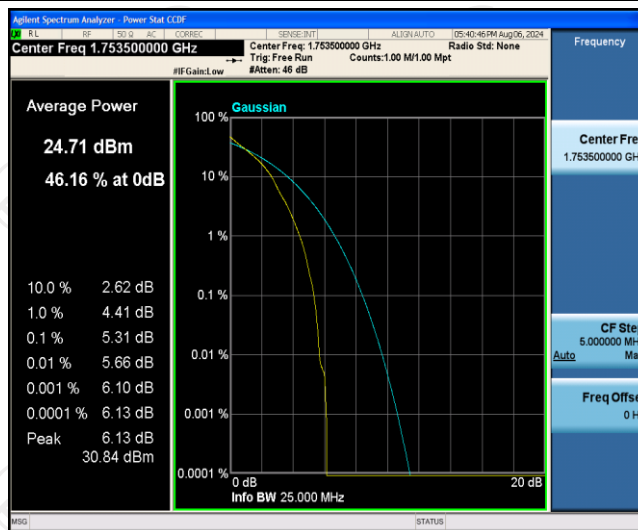 Agilent Spectrum Analyzer - Power Stat CCDF
RL RF 50 Ω AC CORREC SENSE:INT ALIGN AUTO 05:40:46 PM Aug 06, 2024
Center Freq 1.753500000 GHz
Center Freq: 1.753500000 GHz Radio Std: None
Trig: Free Run Counts:1.00 M/1.00 Mpt
#IFGain:Low #Atten: 46 dB
Frequency
Average Power
24.71 dBm
46.16 % at 0dB
10.0 % 2.62 dB
1.0 % 4.41 dB
0.1 % 5.31 dB
0.01 % 5.66 dB
0.001 % 6.10 dB
0.0001 % 6.13 dB
Peak 6.13 dB
30.84 dBm
Gaussian
100 %
10 %
1 %
0.1 %
0.01 %
0.001 %
0.0001 %
0 dB 20 dB
Info BW 25.000 MHz
Center Fre
1.753500000 GH
CF Ste
5.000000 MH
Auto Ma
Freq Offse
0 H
MSG STATUS